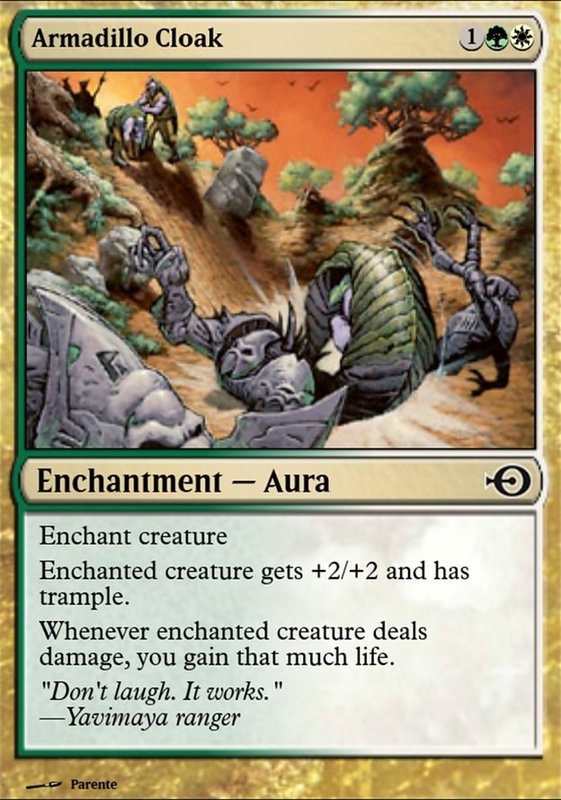 Armadillo Cloak 1
Enchantment — Aura
Enchant creature
Enchanted creature gets +2/+2 and has
trample.
Whenever enchanted creature deals
damage, you gain that much life.
"Don't laugh. It works."
—Yavimaya ranger
Parente